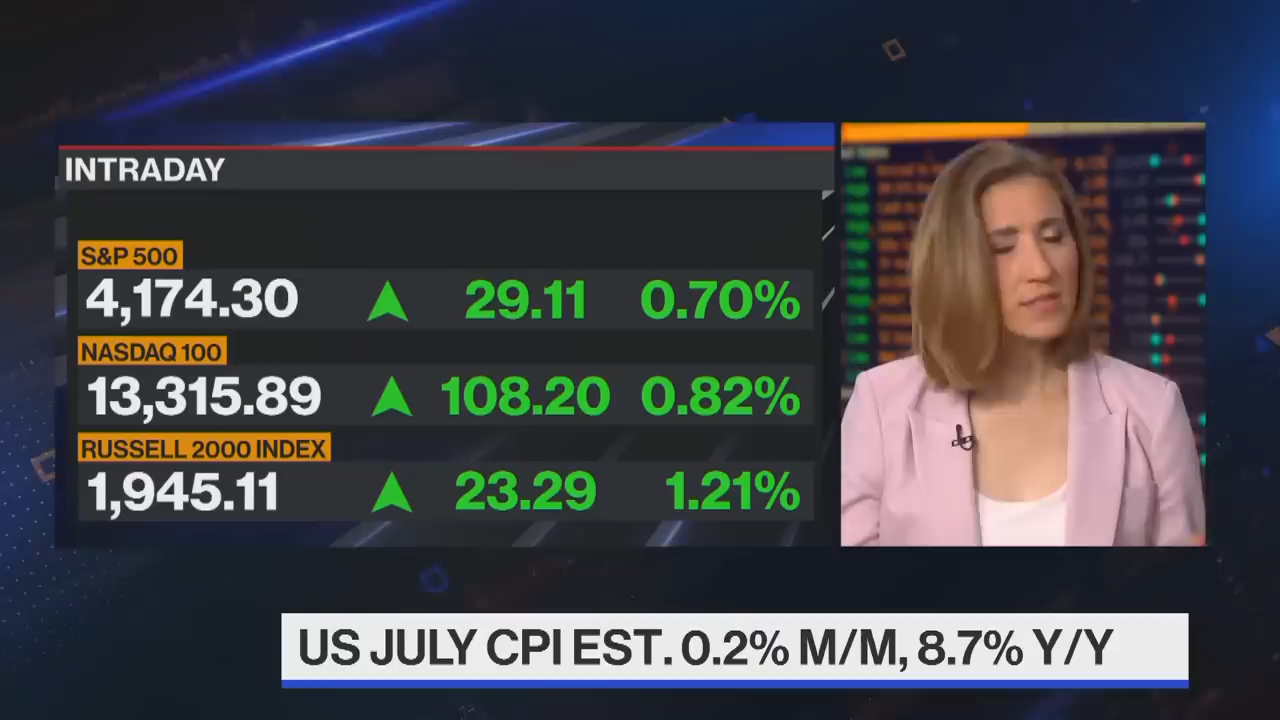 INTRADAY
S&P 500
4,174.30 ▲ 29.11 0.70%
NASDAQ 100
13,315.89 ▲ 108.20 0.82%
RUSSELL 2000 INDEX
1,945.11 ▲ 23.29 1.21%
US JULY CPI EST. 0.2% M/M, 8.7% Y/Y